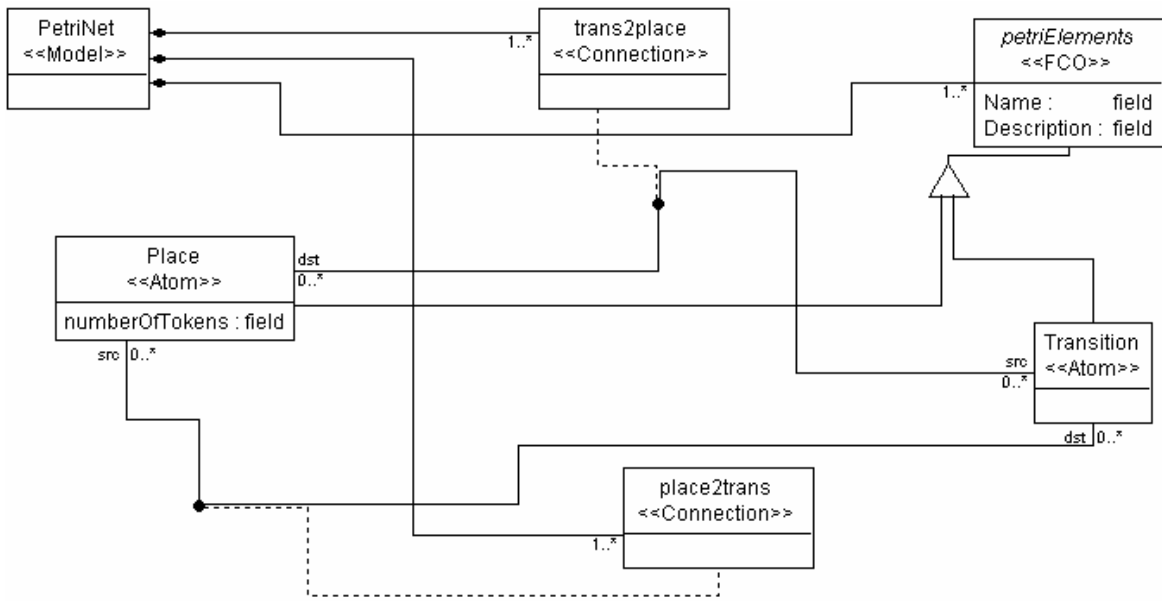 PetriNet
<<Model>>
trans2place
<<Connection>>
1..*
petriElements
<<FCO>>
Name : field
Description : field
1..*
Place
<<Atom>>
numberOfTokens : field
dst
0..*
src 0..*
Transition
<<Atom>>
src
0..*
dst 0..*
place2trans
<<Connection>>
1..*